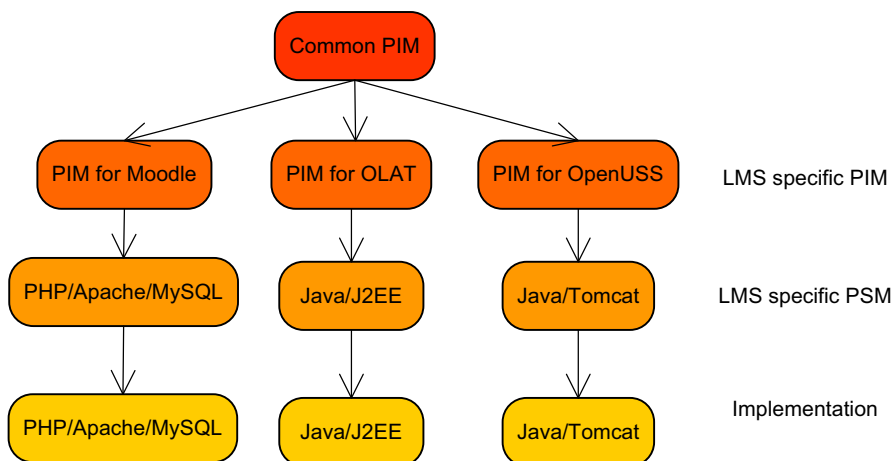 Common PIM
PIM for Moodle
PIM for OLAT
PIM for OpenUSS
LMS specific PIM
PHP/Apache/MySQL
Java/J2EE
Java/Tomcat
LMS specific PSM
PHP/Apache/MySQL
Java/J2EE
Java/Tomcat
Implementation